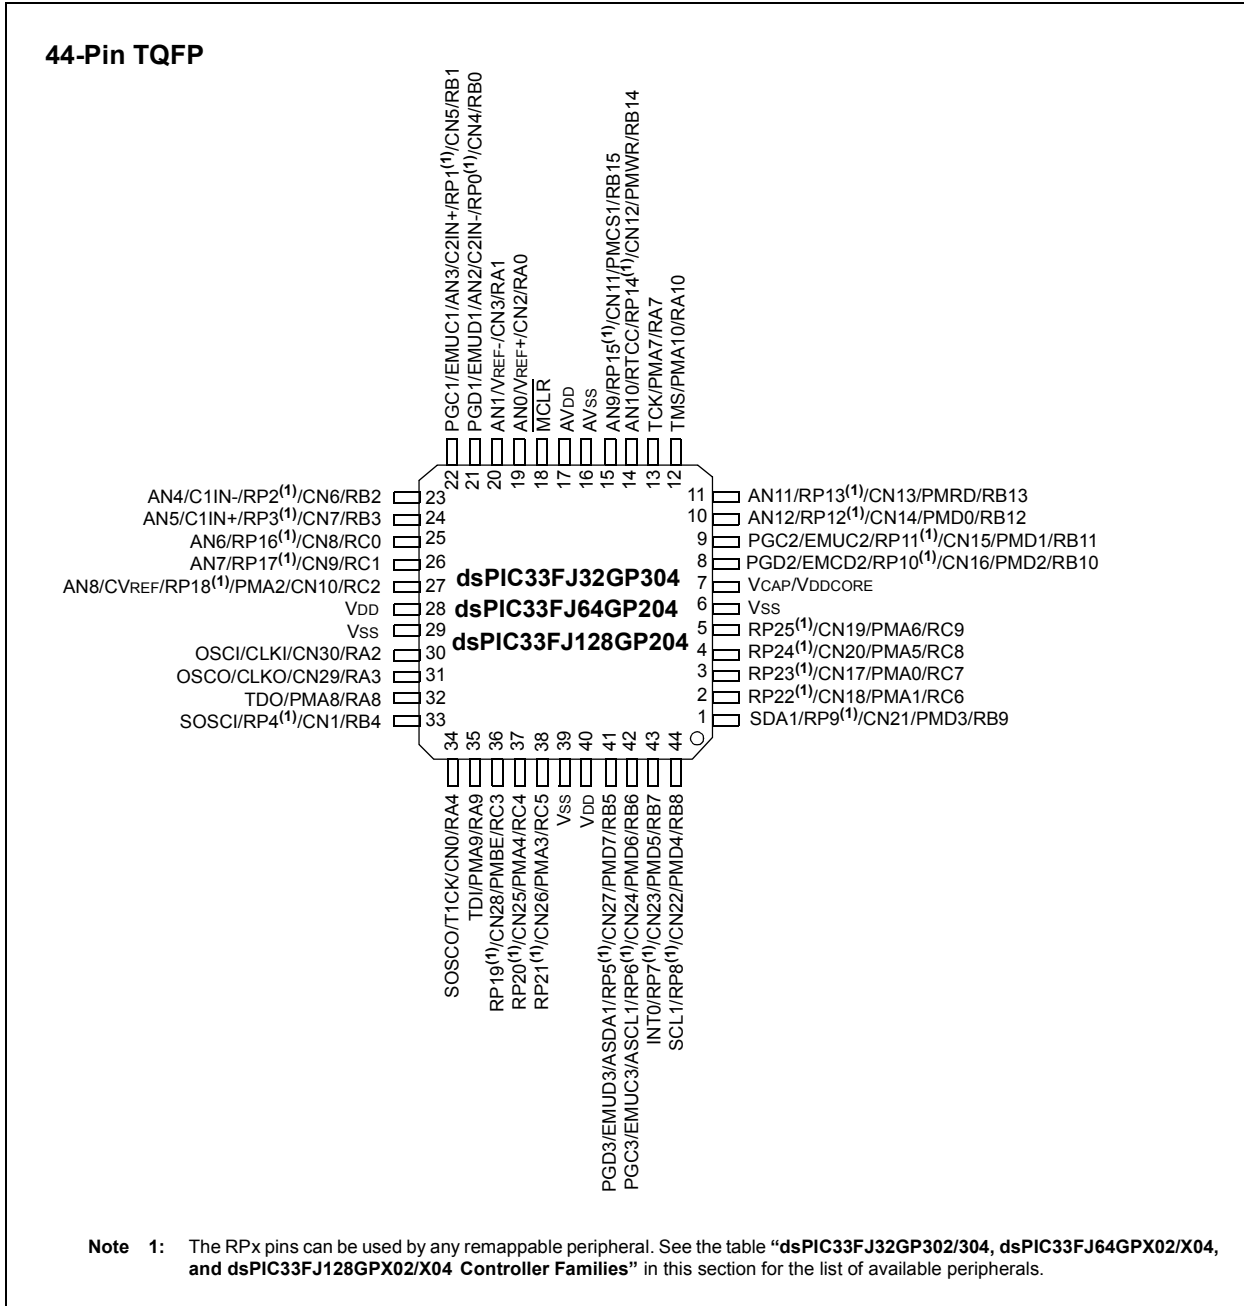 44-Pin TQFP
PGC1/EMUC1/AN3/C2IN+/RP1(1)/CN5/RB1
PGD1/EMUD1/AN2/C2IN-/RP0(1)/CN4/RB0
AN1/VREF-/CN3/RA1
AN0/VREF+/CN2/RA0
MCLR
AVDD
AVSS
AN9/RP15(1)/CN11/PMCS1/RB15
AN10/RTCC/RP14(1)/CN12/PMWR/RB14
TCK/PMA7/RA7
TMS/PMA10/RA10
22 21 20 19 18 17 16 15 14 13 12
AN4/C1IN-/RP2(1)/CN6/RB2 23
AN5/C1IN+/RP3(1)/CN7/RB3 24
AN6/RP16(1)/CN8/RC0 25
AN7/RP17(1)/CN9/RC1 26
AN8/CVREF/RP18(1)/PMA2/CN10/RC2 27
VDD 28
VSS 29
OSCI/CLKI/CN30/RA2 30
OSCO/CLKO/CN29/RA3 31
TDO/PMA8/RA8 32
SOSCI/RP4(1)/CN1/RB4 33
dsPIC33FJ32GP304
dsPIC33FJ64GP204
dsPIC33FJ128GP204
11 AN11/RP13(1)/CN13/PMRD/RB13
10 AN12/RP12(1)/CN14/PMD0/RB12
9 PGC2/EMUC2/RP11(1)/CN15/PMD1/RB11
8 PGD2/EMCD2/RP10(1)/CN16/PMD2/RB10
7 VCAP/VDDCORE
6 VSS
5 RP25(1)/CN19/PMA6/RC9
4 RP24(1)/CN20/PMA5/RC8
3 RP23(1)/CN17/PMA0/RC7
2 RP22(1)/CN18/PMA1/RC6
1 SDA1/RP9(1)/CN21/PMD3/RB9
34 35 36 37 38 39 40 41 42 43 44
SOSCO/T1CK/CN0/RA4
TDI/PMA9/RA9
RP19(1)/CN28/PMBE/RC3
RP20(1)/CN25/PMA4/RC4
RP21(1)/CN26/PMA3/RC5
VSS
VDD
PGD3/EMUD3/ASDA1/RP5(1)/CN27/PMD7/RB5
PGC3/EMUC3/ASCL1/RP6(1)/CN24/PMD6/RB6
INT0/RP7(1)/CN23/PMD5/RB7
SCL1/RP8(1)/CN22/PMD4/RB8
Note 1: The RPx pins can be used by any remappable peripheral. See the table “dsPIC33FJ32GP302/304, dsPIC33FJ64GPX02/X04,
and dsPIC33FJ128GPX02/X04 Controller Families” in this section for the list of available peripherals.